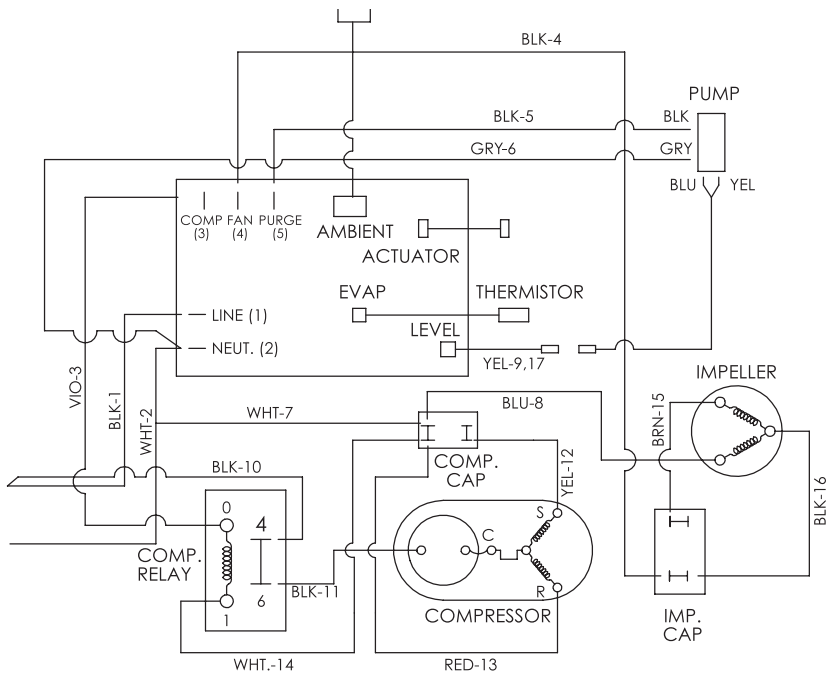 BLK-4
PUMP
BLK-5
BLK
GRY-6
GRY
BLU
YEL
COMP
(3)
FAN
(4)
PURGE
(5)
AMBIENT
ACTUATOR
EVAP
THERMISTOR
LINE (1)
LEVEL
NEUT. (2)
YEL-9,17
IMPELLER
VIO-3
BLK-1
WHT-2
WHT-7
BLU-8
BRN-15
BLK-10
COMP.
CAP
YEL-12
BLK-16
0
4
S
C
COMP.
RELAY
BLK-11
6
R
1
COMPRESSOR
IMP.
CAP
WHT.-14
RED-13